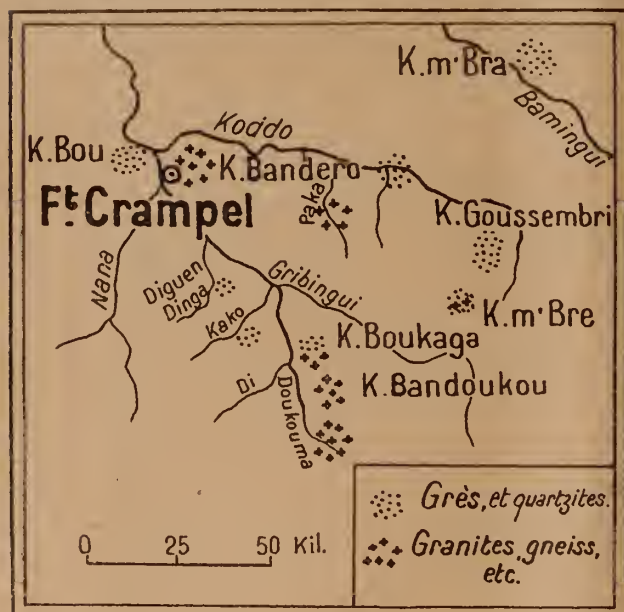 K.m'Bra
Bamingui
Koddo
K.Bou
K.Bandero
Ft. Crampel
Paka
K.Goussembri
Nana
Diguen
Dinga
Gribingui
Kako
K.m'Bre
K.Boukaga
Di
Doukouma
K.Bandoukou
Grès, et quartzites.
0 25 50 Kil.
Granites, gneiss,
etc.